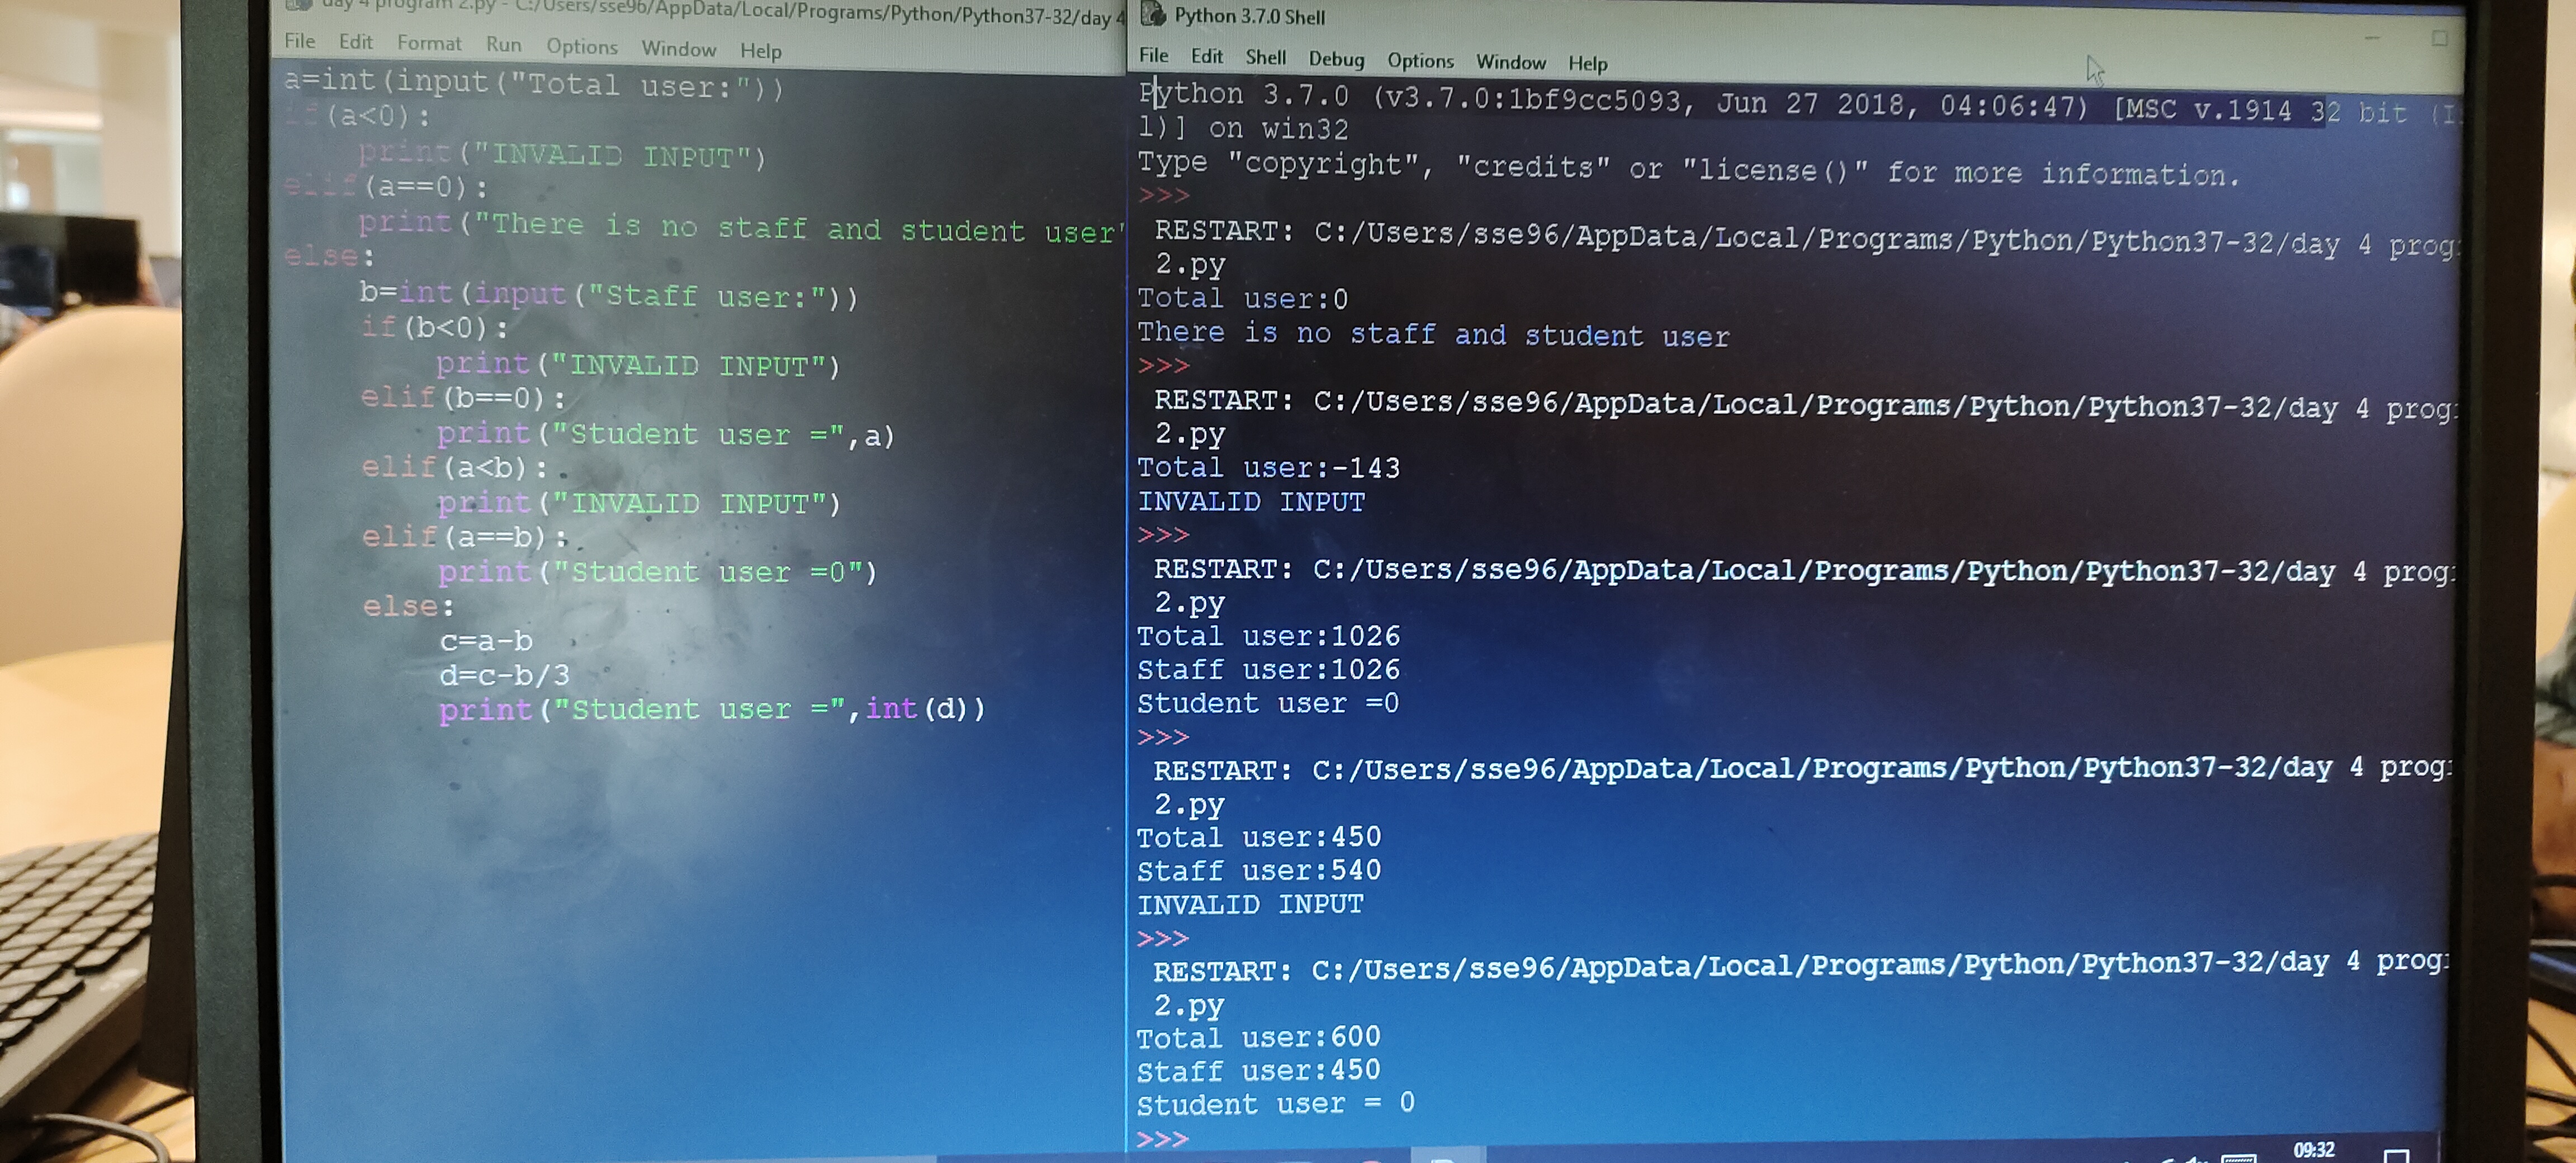 day 4 program 2.py - C:/Users/sse96/AppData/Local/Programs/Python/Python37-32/day 4
File Edit Format Run Options Window Help
a=int(input("Total user:"))
if(a<0):
    print("INVALID INPUT")
elif(a==0):
    print("There is no staff and student user"
else:
    b=int(input("Staff user:"))
    if(b<0):
        print("INVALID INPUT")
    elif(b==0):
        print("Student user =",a)
    elif(a<b):
        print("INVALID INPUT")
    elif(a==b):
        print("Student user =0")
    else:
        c=a-b
        d=c-b/3
        print("Student user =",int(d))
Python 3.7.0 Shell
File Edit Shell Debug Options Window Help
Python 3.7.0 (v3.7.0:1bf9cc5093, Jun 27 2018, 04:06:47) [MSC v.1914 32 bit (I
l)] on win32
Type "copyright", "credits" or "license()" for more information.
>>>
 RESTART: C:/Users/sse96/AppData/Local/Programs/Python/Python37-32/day 4 prog
 2.py
Total user:0
There is no staff and student user
>>>
 RESTART: C:/Users/sse96/AppData/Local/Programs/Python/Python37-32/day 4 prog
 2.py
Total user:-143
INVALID INPUT
>>>
 RESTART: C:/Users/sse96/AppData/Local/Programs/Python/Python37-32/day 4 prog
 2.py
Total user:1026
Staff user:1026
Student user =0
>>>
 RESTART: C:/Users/sse96/AppData/Local/Programs/Python/Python37-32/day 4 prog
 2.py
Total user:450
Staff user:540
INVALID INPUT
>>>
 RESTART: C:/Users/sse96/AppData/Local/Programs/Python/Python37-32/day 4 prog
 2.py
Total user:600
Staff user:450
Student user = 0
>>>
09:32